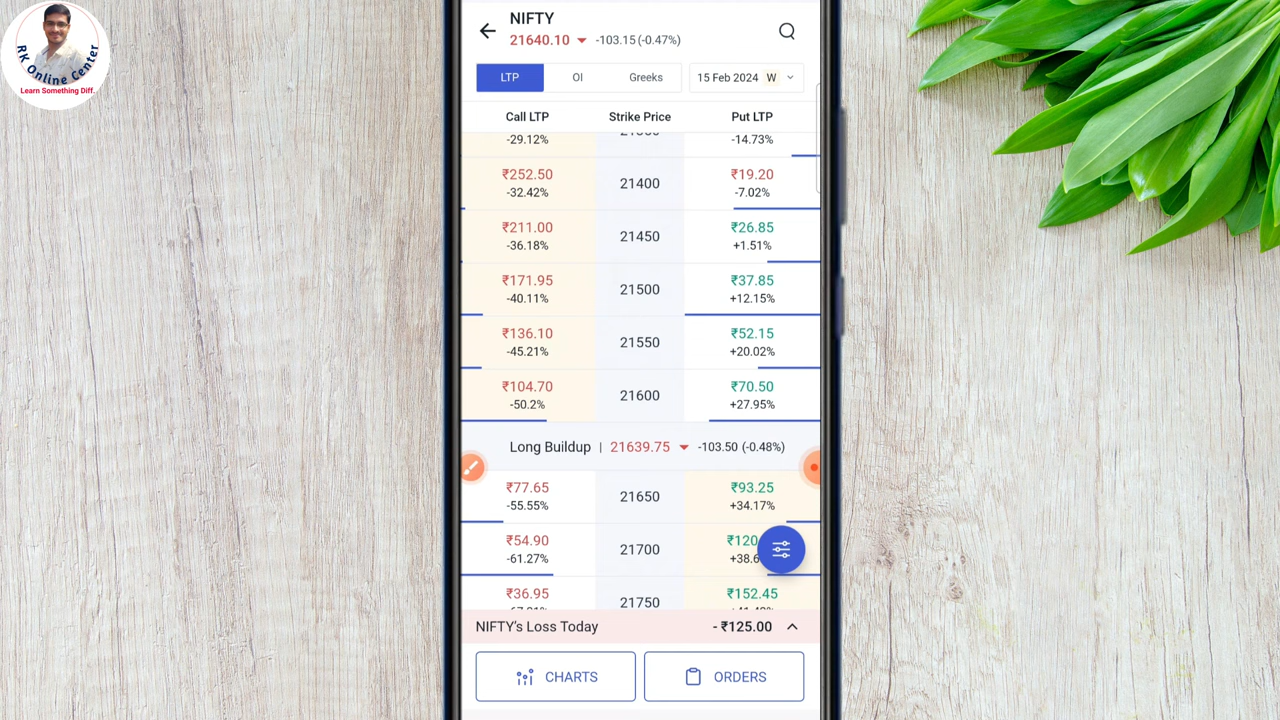 RK Online Center
Learn Something Diff.
NIFTY
21640.10 -103.15 (-0.47%)
LTP OI Greeks 15 Feb 2024 W
Call LTP Strike Price Put LTP
-29.12% -14.73%
₹252.50 21400 ₹19.20
-32.42% -7.02%
₹211.00 21450 ₹26.85
-36.18% +1.51%
₹171.95 21500 ₹37.85
-40.11% +12.15%
₹136.10 21550 ₹52.15
-45.21% +20.02%
₹104.70 21600 ₹70.50
-50.2% +27.95%
Long Buildup | 21639.75 -103.50 (-0.48%)
₹77.65 21650 ₹93.25
-55.55% +34.17%
₹54.90 21700 ₹120
-61.27% +38.6
₹36.95 21750 ₹152.45
NIFTY's Loss Today - ₹125.00
CHARTS ORDERS